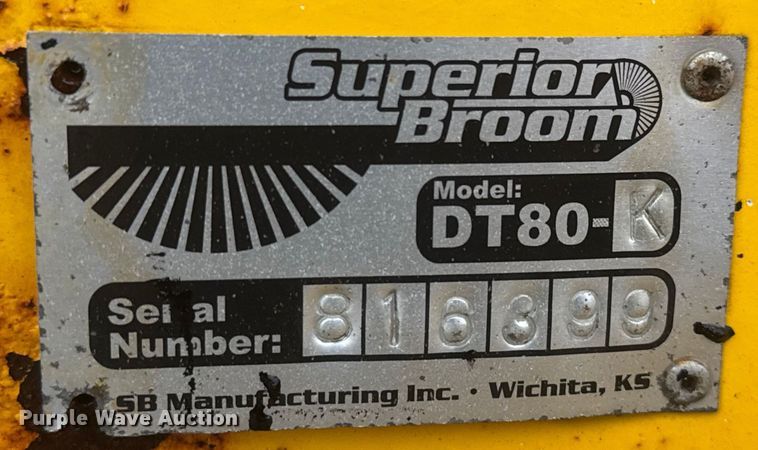 Superior
Broom
Model:
DT80-K
Serial
Number: 816399
SB Manufacturing Inc. · Wichita, KS
Purple Wave Auction